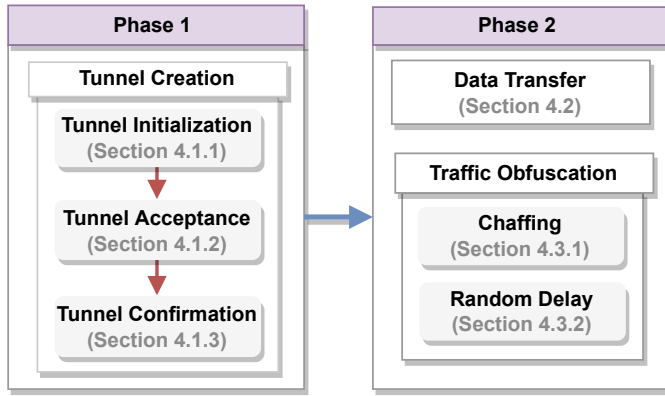 Phase 1
Tunnel Creation
Tunnel Initialization
(Section 4.1.1)
Tunnel Acceptance
(Section 4.1.2)
Tunnel Confirmation
(Section 4.1.3)
Phase 2
Data Transfer
(Section 4.2)
Traffic Obfuscation
Chaffing
(Section 4.3.1)
Random Delay
(Section 4.3.2)